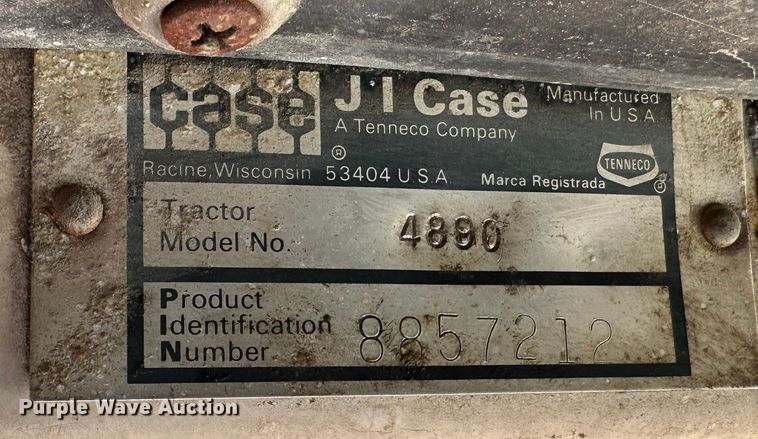 case
J I Case
Manufactured
In U.S.A
A Tenneco Company
®
Racine, Wisconsin 53404 U.S.A
Marca Registrada
TENNECO
®
Tractor
Model No. 4890
Product
Identification
Number 8857212
Purple Wave Auction